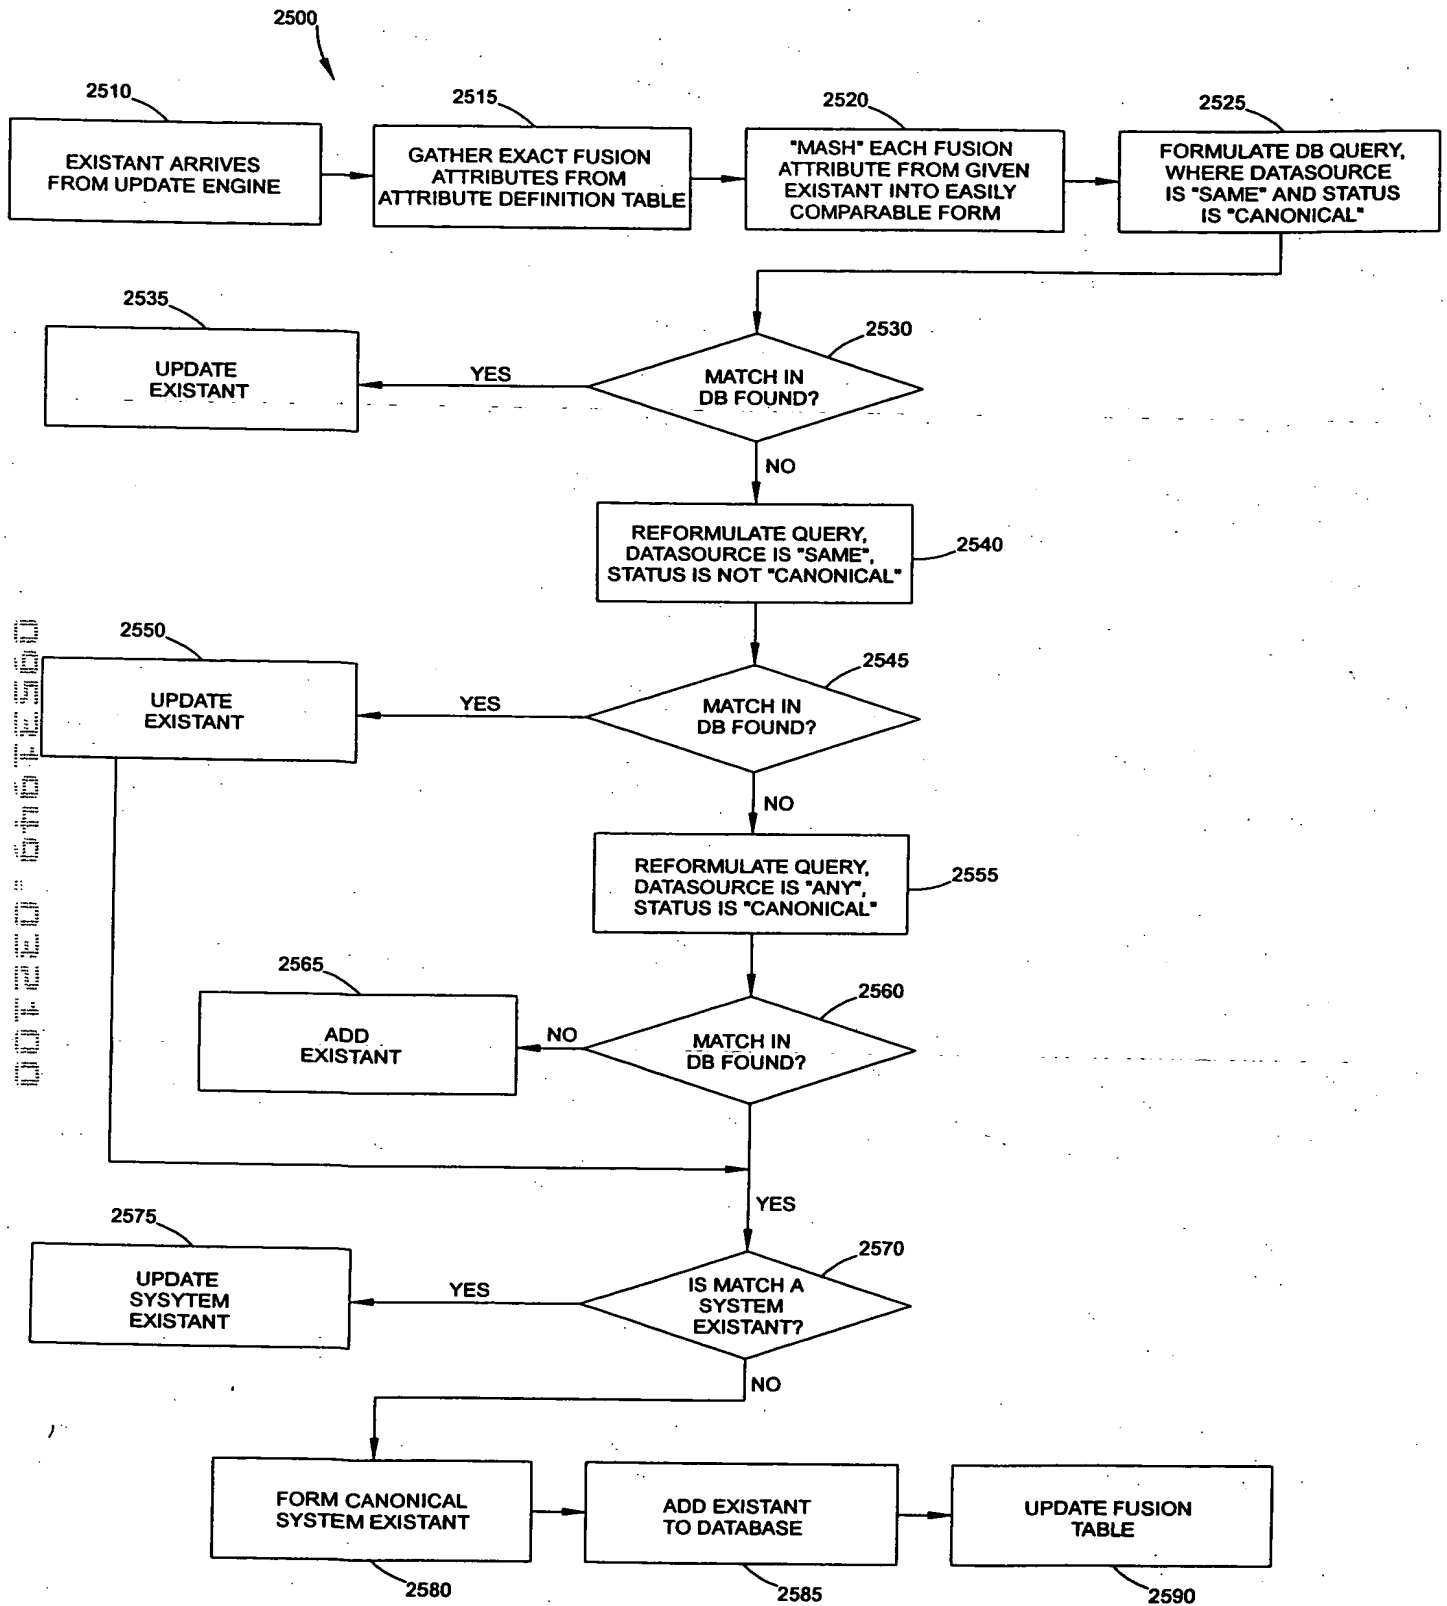 2500
2510
EXISTANT ARRIVES
FROM UPDATE ENGINE
2515
GATHER EXACT FUSION
ATTRIBUTES FROM
ATTRIBUTE DEFINITION TABLE
2520
"MASH" EACH FUSION
ATTRIBUTE FROM GIVEN
EXISTANT INTO EASILY
COMPARABLE FORM
2525
FORMULATE DB QUERY,
WHERE DATASOURCE
IS "SAME" AND STATUS
IS "CANONICAL"
2530
MATCH IN
DB FOUND?
YES
2535
UPDATE
EXISTANT
NO
REFORMULATE QUERY,
DATASOURCE IS "SAME",
STATUS IS NOT "CANONICAL"
2540
2545
MATCH IN
DB FOUND?
YES
2550
UPDATE
EXISTANT
NO
REFORMULATE QUERY,
DATASOURCE IS "ANY",
STATUS IS "CANONICAL"
2555
2560
MATCH IN
DB FOUND?
NO
2565
ADD
EXISTANT
YES
2570
IS MATCH A
SYSTEM
EXISTANT?
YES
2575
UPDATE
SYSYTEM
EXISTANT
NO
FORM CANONICAL
SYSTEM EXISTANT
2580
ADD EXISTANT
TO DATABASE
2585
UPDATE FUSION
TABLE
2590